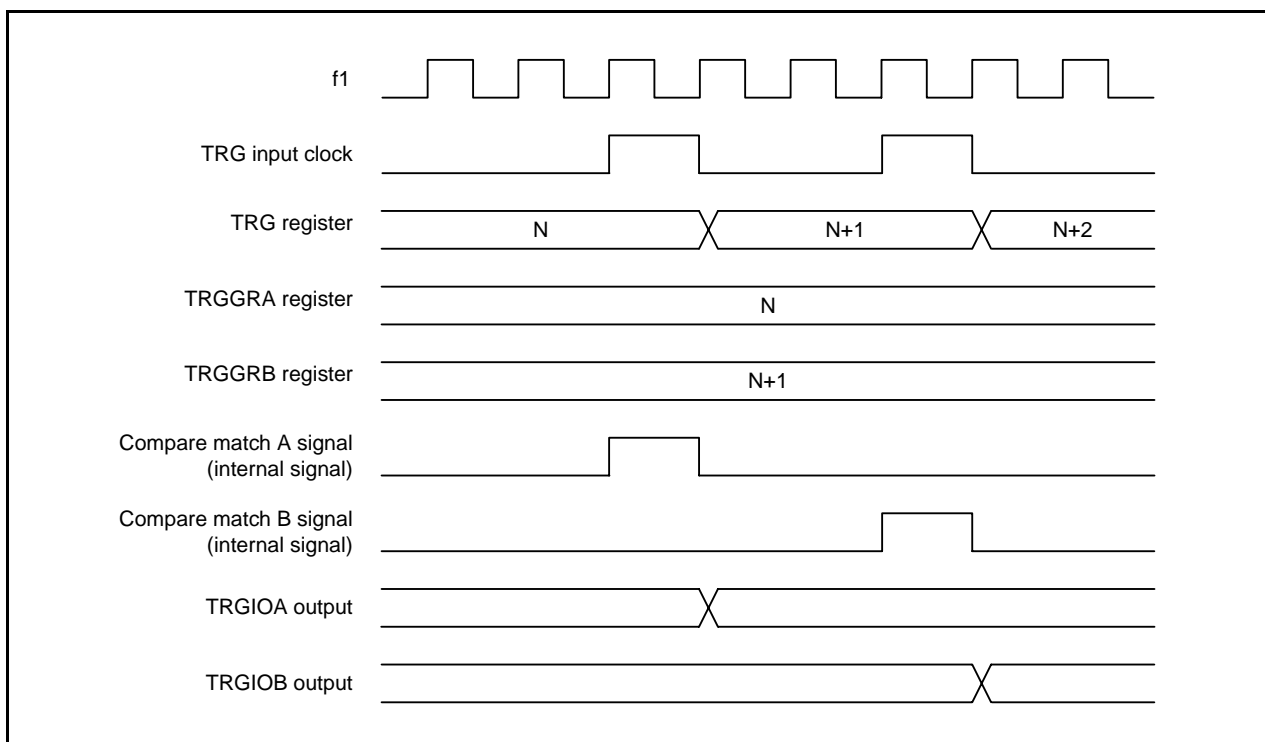 f1
TRG input clock
TRG register
N
N+1
N+2
TRGGRA register
N
TRGGRB register
N+1
Compare match A signal
(internal signal)
Compare match B signal
(internal signal)
TRGIOA output
TRGIOB output